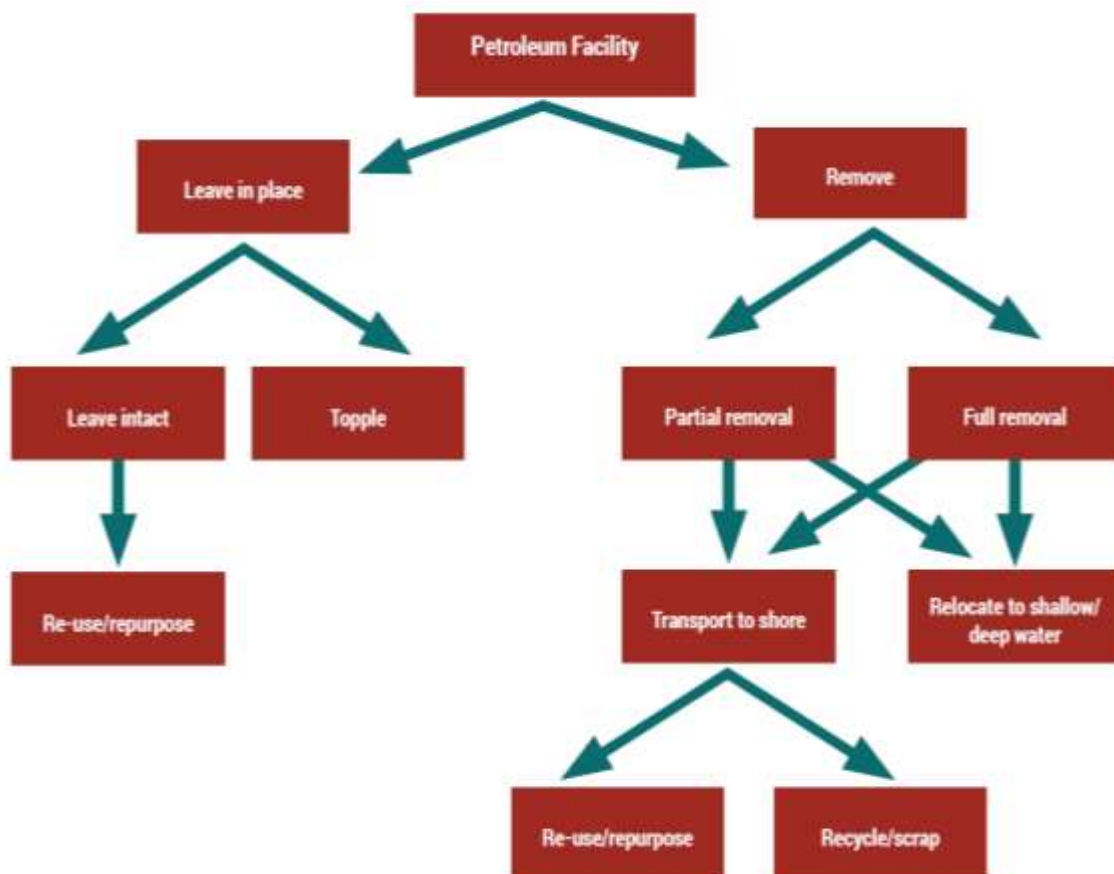 Petroleum Facility
Leave in place
Remove
Leave intact
Topple
Partial removal
Full removal
Re-use/repurpose
Transport to shore
Relocate to shallow/
deep water
Re-use/repurpose
Recycle/scrap